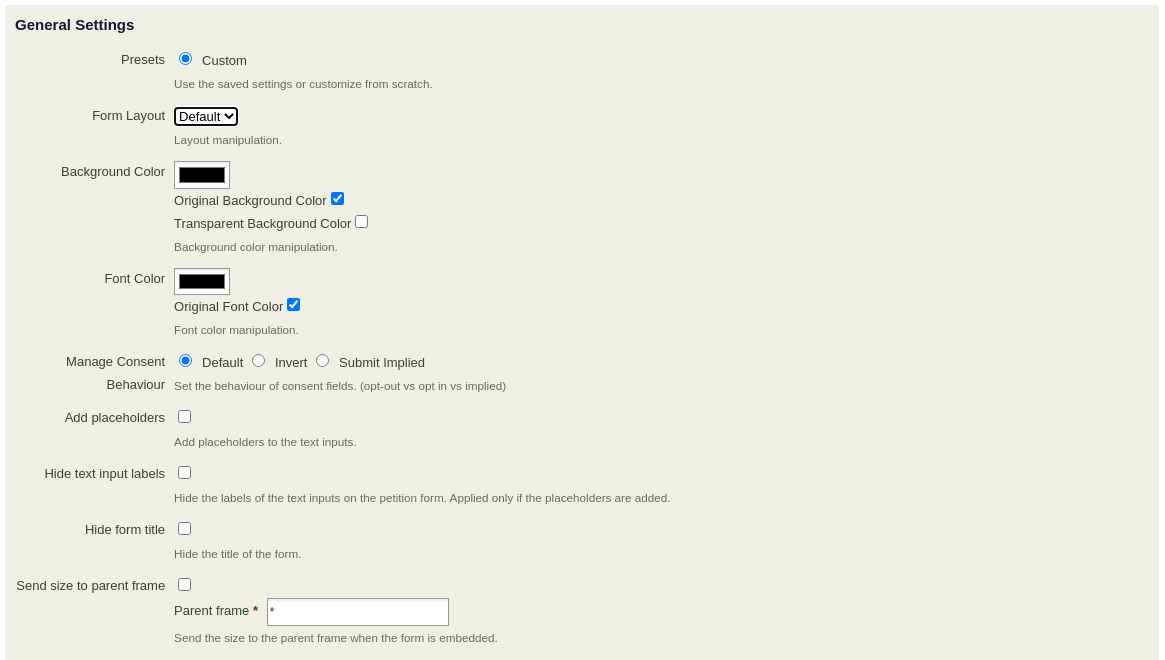 General Settings
Presets Custom
Use the saved settings or customize from scratch.
Form Layout Default
Layout manipulation.
Background Color
Original Background Color
Transparent Background Color
Background color manipulation.
Font Color
Original Font Color
Font color manipulation.
Manage Consent Behaviour Default Invert Submit Implied
Set the behaviour of consent fields. (opt-out vs opt in vs implied)
Add placeholders
Add placeholders to the text inputs.
Hide text input labels
Hide the labels of the text inputs on the petition form. Applied only if the placeholders are added.
Hide form title
Hide the title of the form.
Send size to parent frame
Parent frame * *
Send the size to the parent frame when the form is embedded.